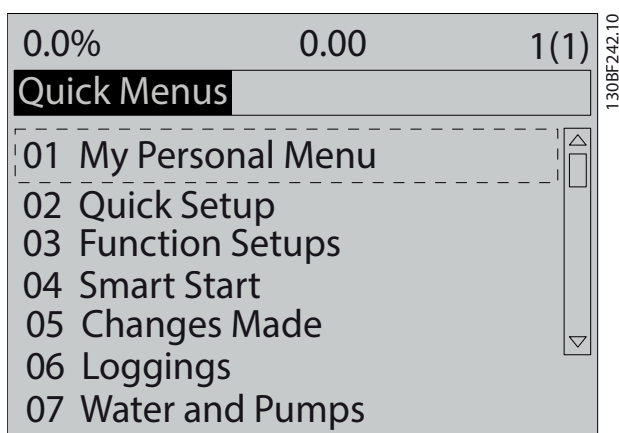 0.0% 0.00 1(1)
Quick Menus
01 My Personal Menu
02 Quick Setup
03 Function Setups
04 Smart Start
05 Changes Made
06 Loggings
07 Water and Pumps
130BF242.10